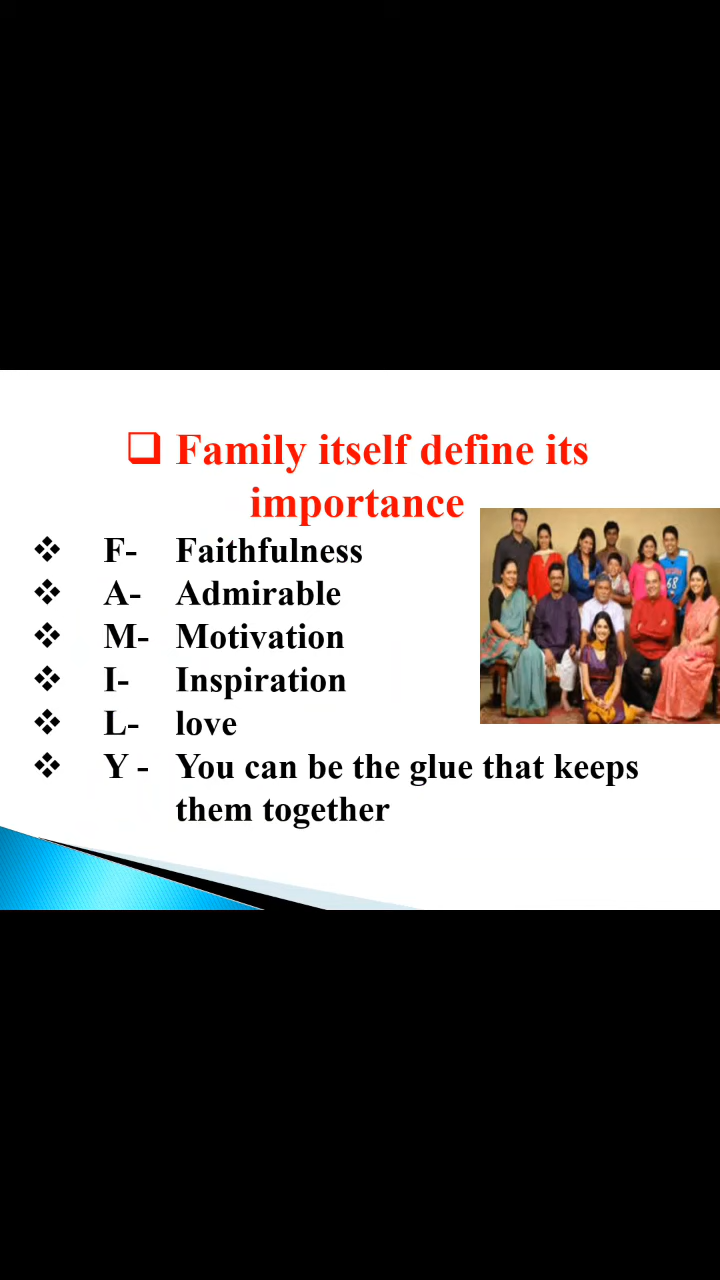 ❑ Family itself define its
importance
❖ F- Faithfulness
❖ A- Admirable
❖ M- Motivation
❖ I- Inspiration
❖ L- love
❖ Y - You can be the glue that keeps
them together
68